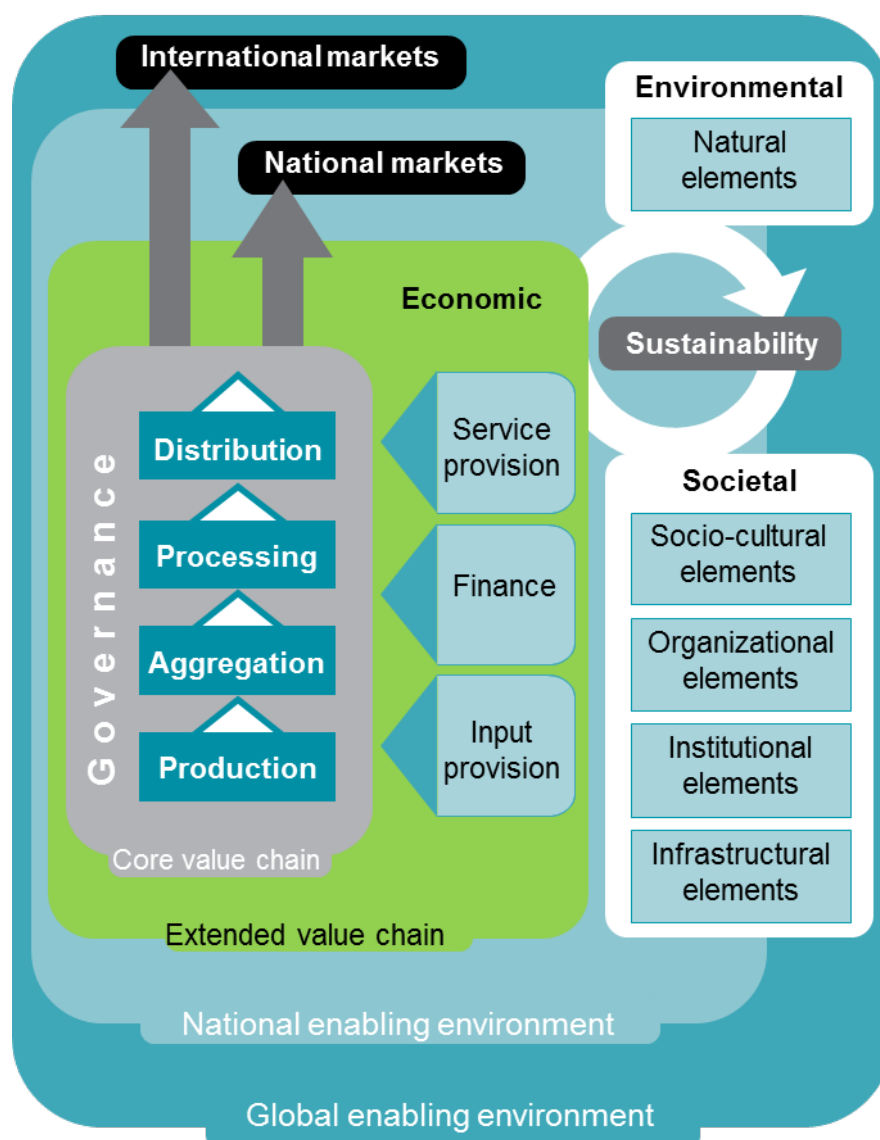 International markets
National markets
Environmental
Natural
elements
Economic
Sustainability
Governance
Distribution
Processing
Aggregation
Production
Core value chain
Service
provision
Finance
Input
provision
Extended value chain
Societal
Socio-cultural
elements
Organizational
elements
Institutional
elements
Infrastructural
elements
National enabling environment
Global enabling environment